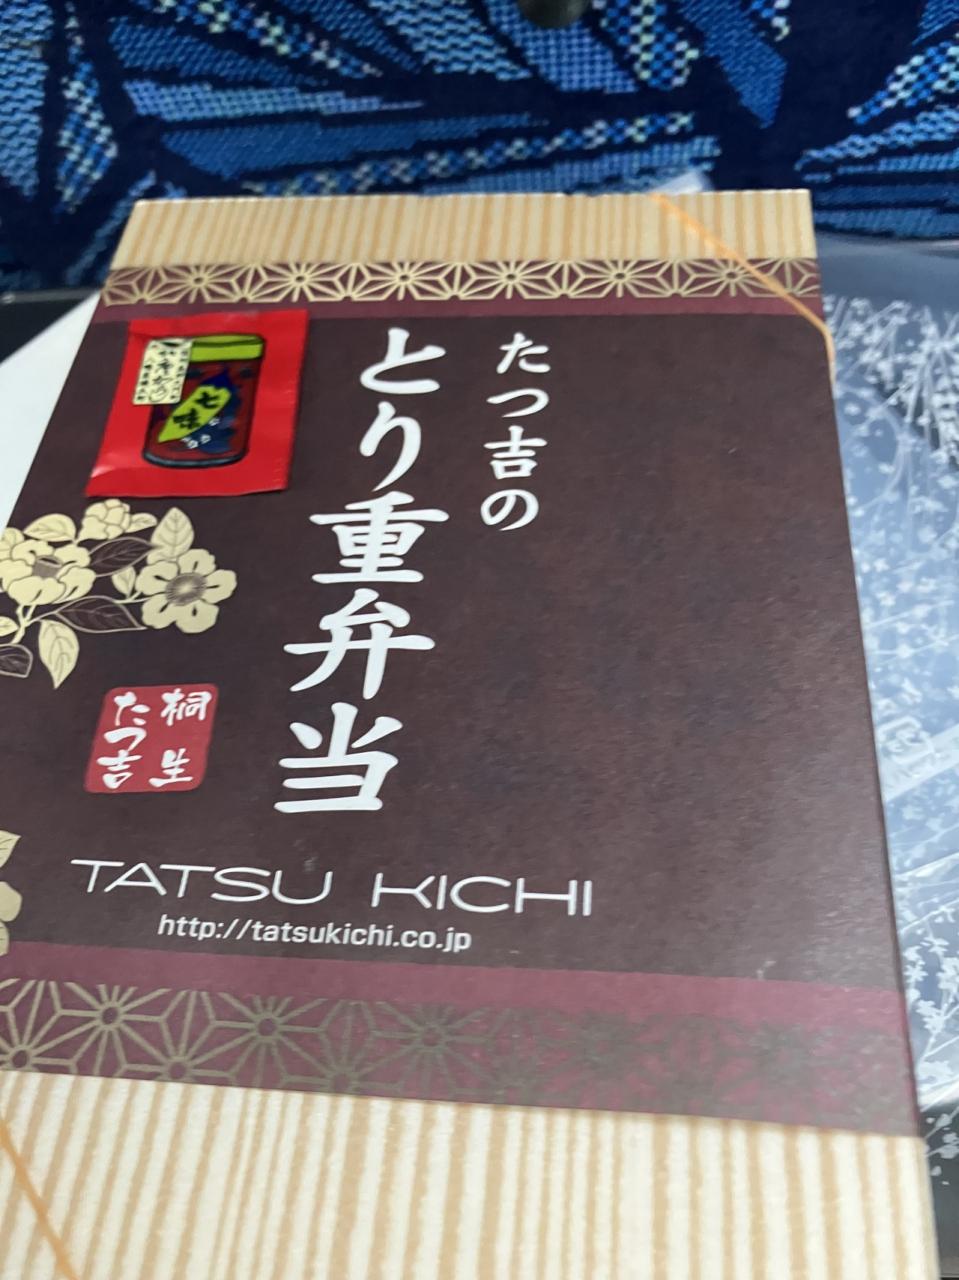 たつ吉の
とり重弁当
七味
桐生
たつ吉
TATSU KICHI
http://tatsukichi.co.jp